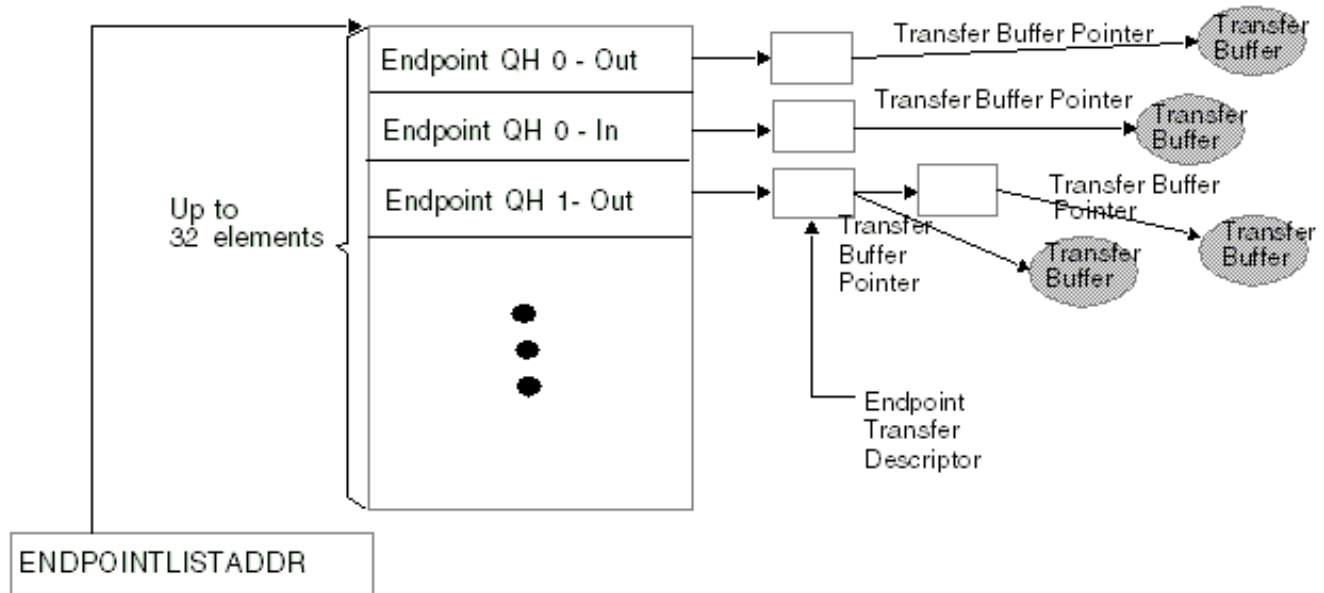 Endpoint QH 0 - Out
Transfer Buffer Pointer
Transfer
Buffer
Endpoint QH 0 - In
Transfer Buffer Pointer
Transfer
Buffer
Endpoint QH 1- Out
Transfer Buffer
Pointer
Transfer
Buffer
Transfer
Buffer
Pointer
Transfer
Buffer
Up to
32 elements
Endpoint
Transfer
Descriptor
ENDPOINTLISTADDR